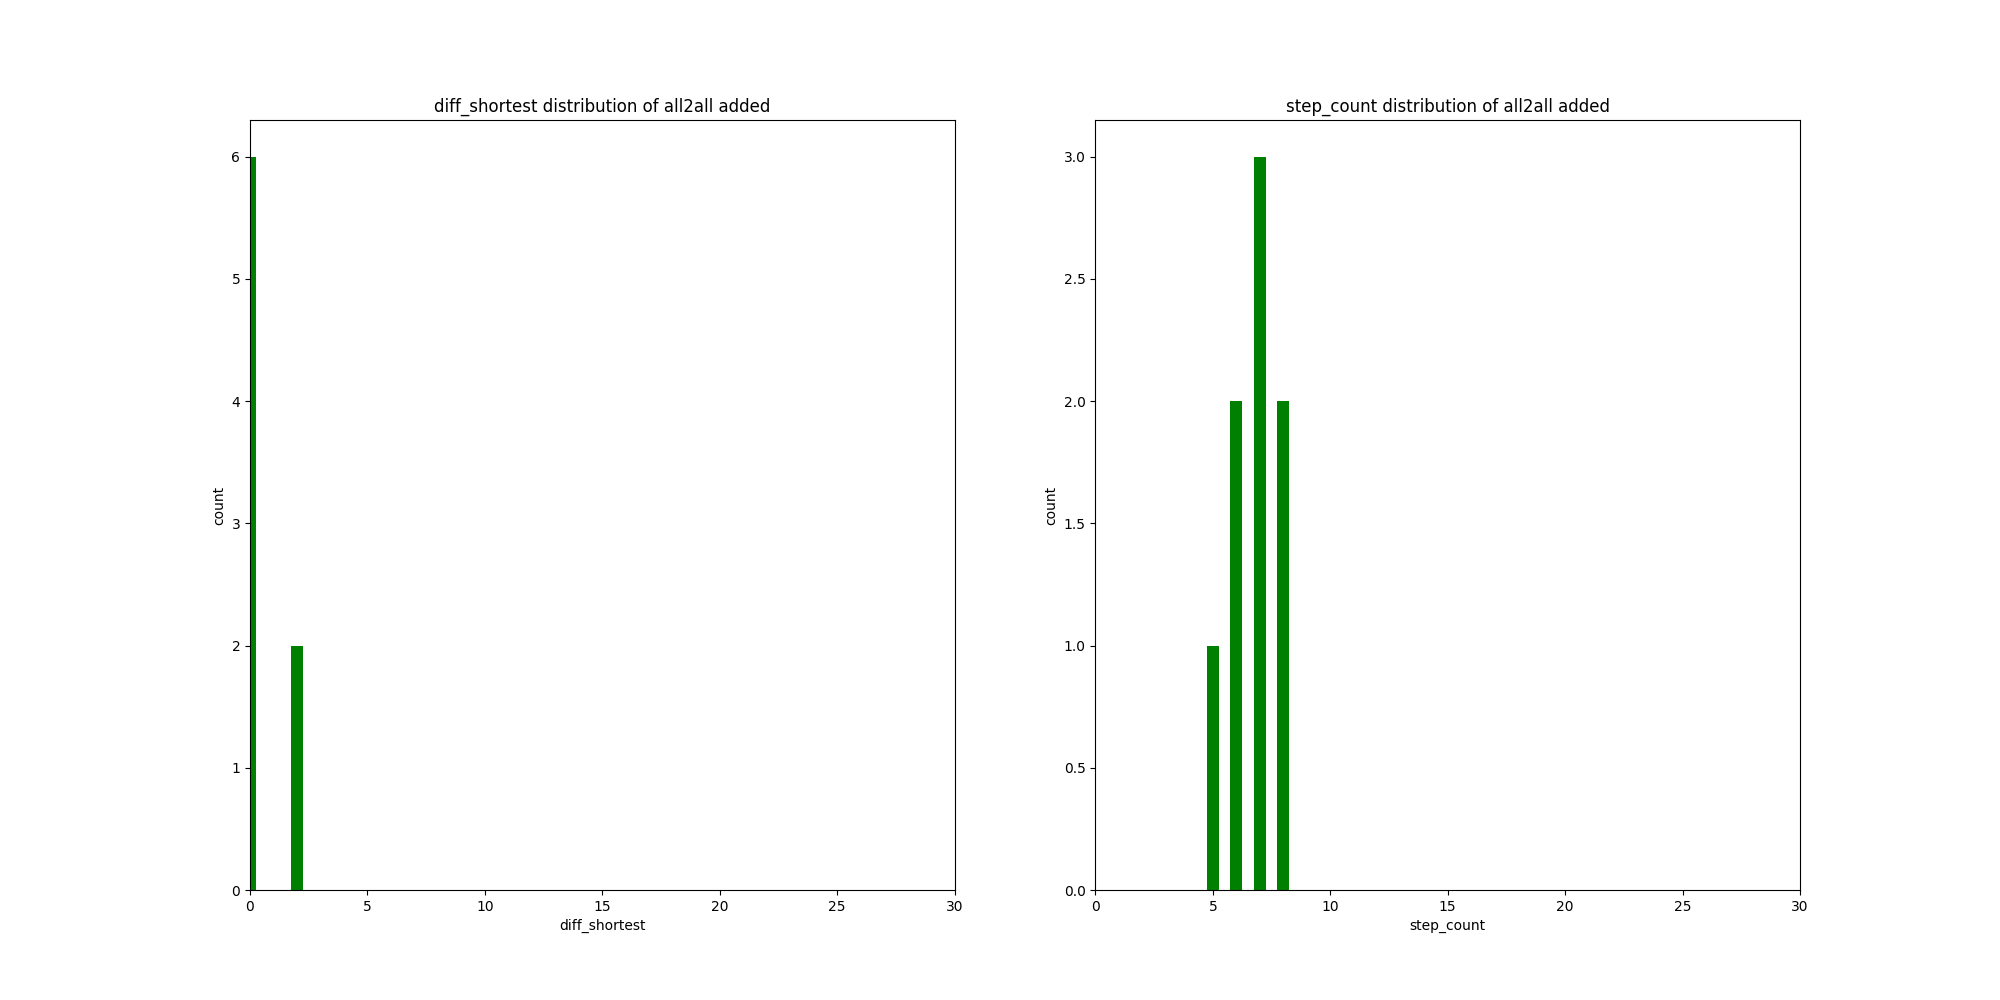 diff_shortest distribution of all2all added
6
5
4
3
2
1
0
count
0 5 10 15 20 25 30
diff_shortest
step_count distribution of all2all added
3.0
2.5
2.0
1.5
1.0
0.5
0.0
count
0 5 10 15 20 25 30
step_count